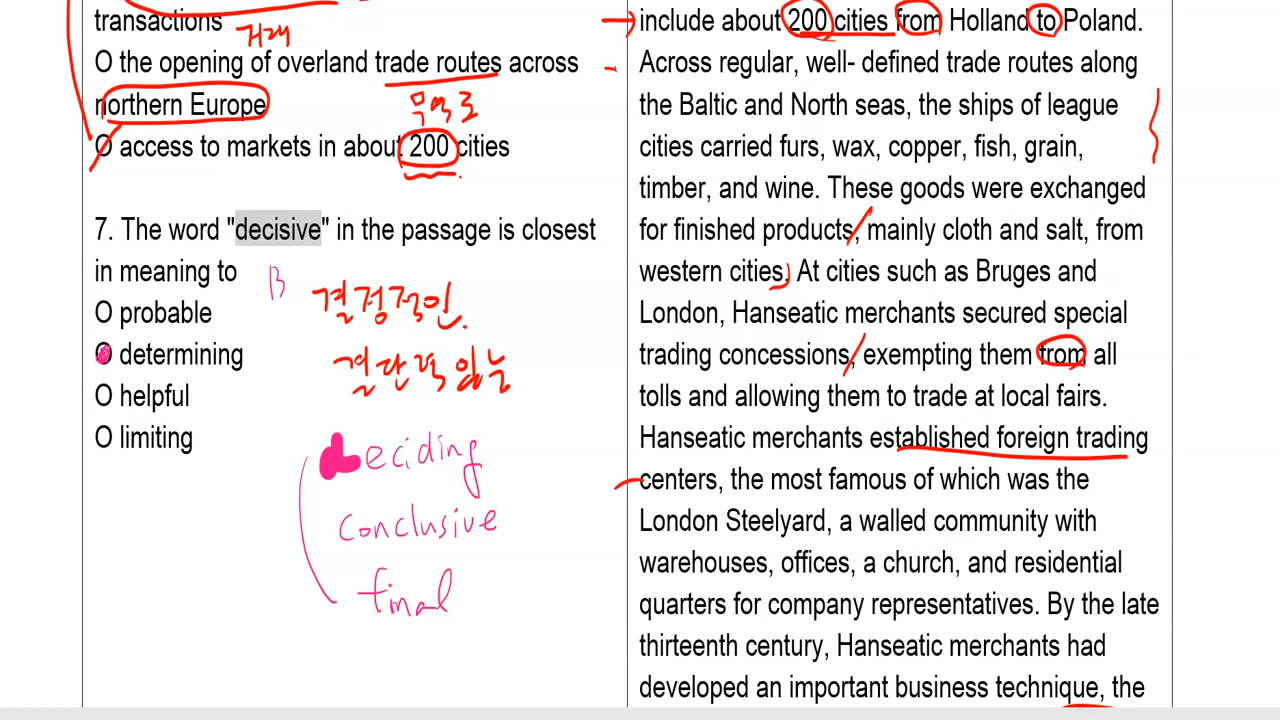 transactions
거래
O the opening of overland trade routes across
northern Europe
무역로
O access to markets in about 200 cities
7. The word "decisive" in the passage is closest
in meaning to
B
결정적인
O probable
O determining
결단력 있는
O helpful
O limiting
deciding
conclusive
final
include about 200 cities from Holland to Poland.
Across regular, well- defined trade routes along
the Baltic and North seas, the ships of league
cities carried furs, wax, copper, fish, grain,
timber, and wine. These goods were exchanged
for finished products, mainly cloth and salt, from
western cities. At cities such as Bruges and
London, Hanseatic merchants secured special
trading concessions, exempting them trom all
tolls and allowing them to trade at local fairs.
Hanseatic merchants established foreign trading
centers, the most famous of which was the
London Steelyard, a walled community with
warehouses, offices, a church, and residential
quarters for company representatives. By the late
thirteenth century, Hanseatic merchants had
developed an important business technique, the